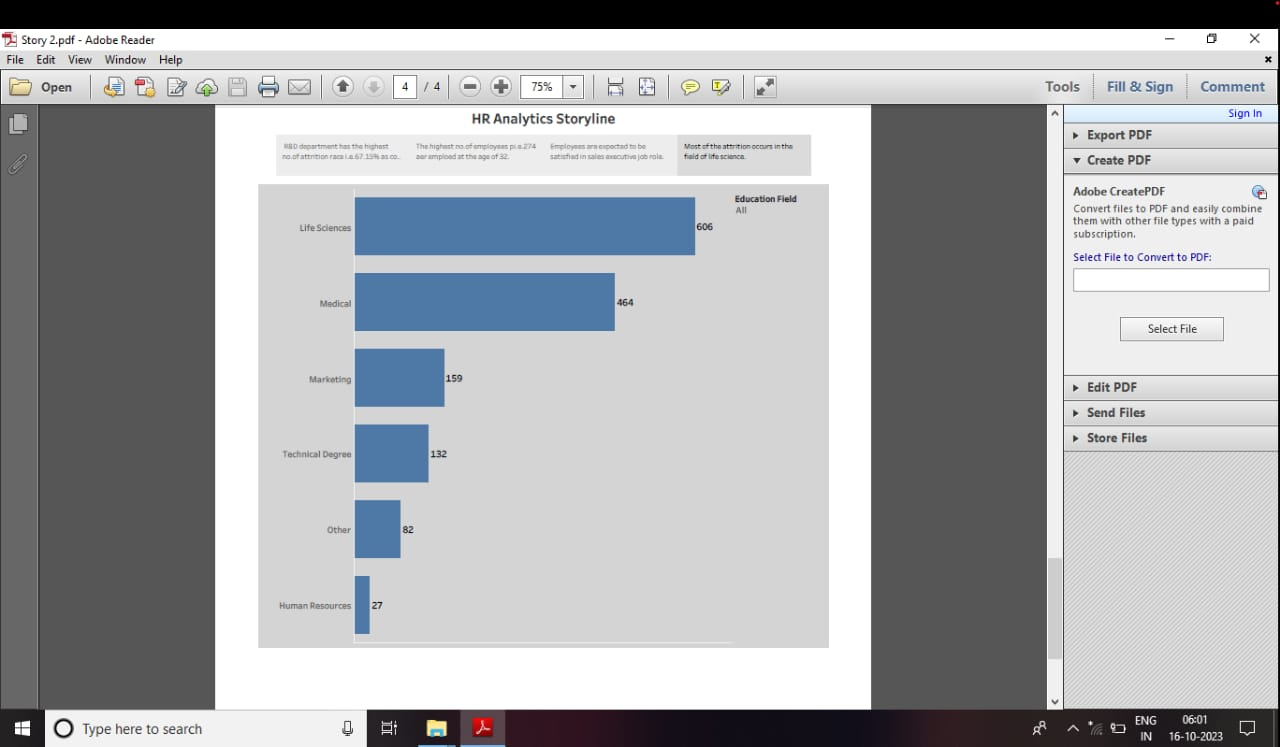 Story 2.pdf - Adobe Reader
File Edit View Window Help
Open 4 / 4 75% Tools Fill & Sign Comment
Sign In
HR Analytics Storyline
R&D department has the highest
no.of attrition race i.e.67.15% as co..
The highest no.of employees pi.e.274
aer emploed at the age of 32.
Employees are expected to be
satisfied in sales executive job role.
Most of the attrition occurs in the
field of life science.
Education Field
All
Life Sciences 606
Medical 464
Marketing 159
Technical Degree 132
Other 82
Human Resources 27
Export PDF
Create PDF
Adobe CreatePDF
Convert files to PDF and easily combine
them with other file types with a paid
subscription.
Select File to Convert to PDF:
Select File
Edit PDF
Send Files
Store Files
Type here to search
ENG
IN
06:01
16-10-2023